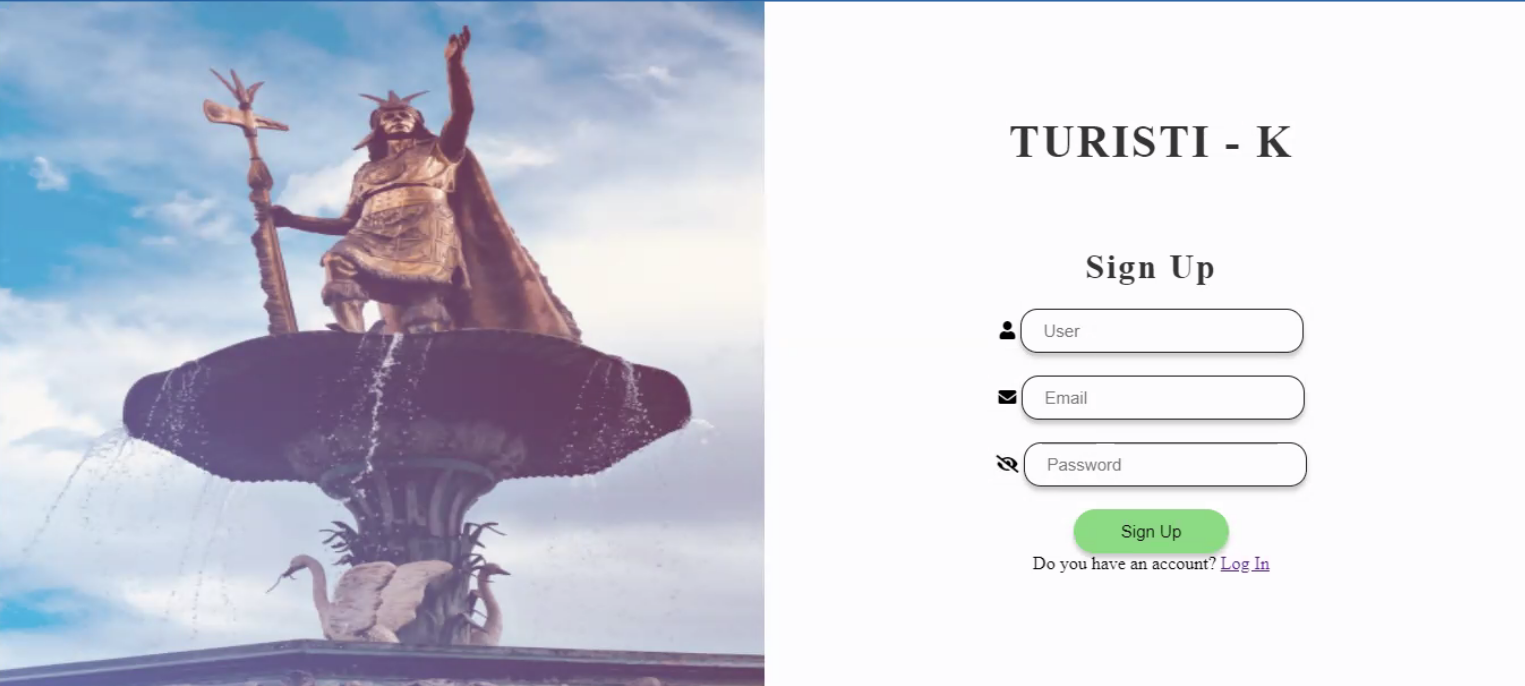 TURISTI - K
Sign Up
User
Email
Password
Sign Up
Do you have an account? Log In